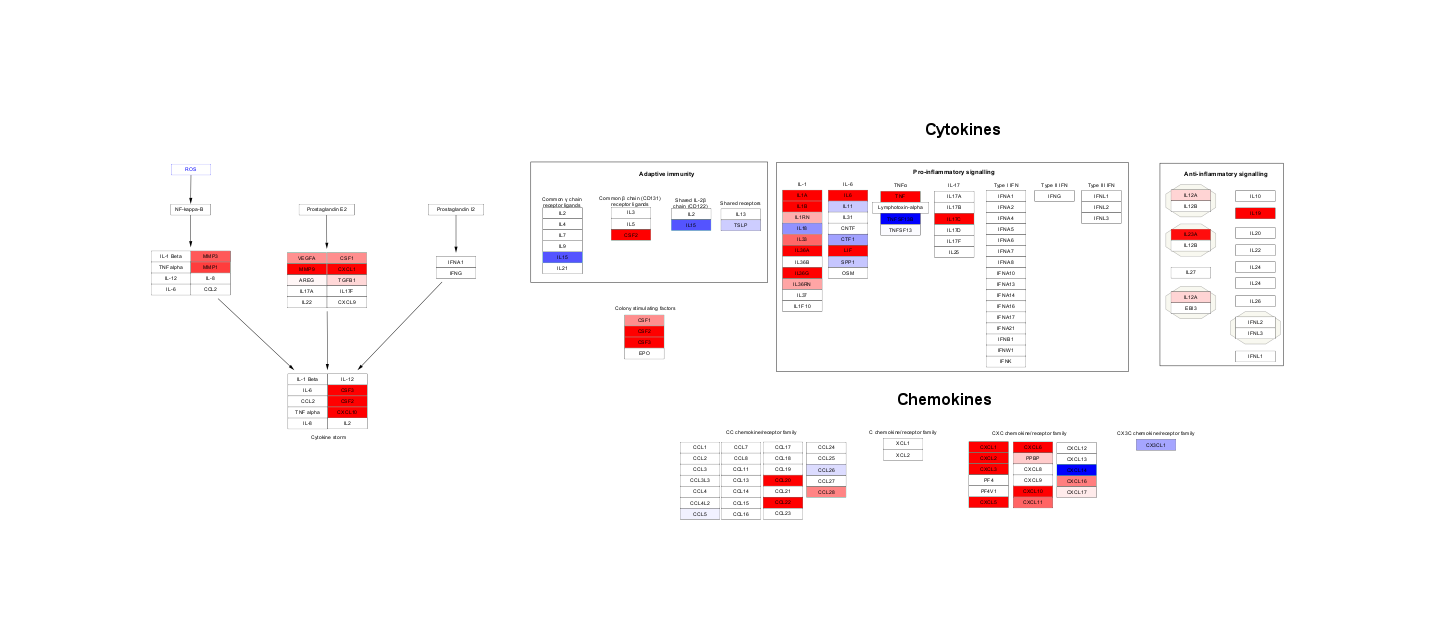 Cytokines
ROS
NF-kappa-B
Prostaglandin E2
Prostaglandin I2
IL-1 Beta
MMP3
TNF alpha
MMP1
IL-12
IL-8
IL-6
CCL2
VEGFA
CSF1
CXCL1
AREG
TGFB1
IL17A
IL17F
IL22
CXCL9
IFNA1
IFNG
IL-1 Beta
IL-12
IL-6
CCL2
TNF alpha
IL-8
IL2
Cytokine storm
Adaptive immunity
Common γ chain
receptor ligands
IL2
IL4
IL7
IL9
IL15
IL21
Common β chain (CD131)
receptor ligands
IL3
IL5
CSF2
Shared IL-2β
chain (CD122)
IL2
IL15
Shared receptors
IL13
TSLP
Colony stimulating factors
CSF1
CSF2
CSF3
EPO
Pro-inflammatory signalling
IL-1
IL1A
IL1B
IL1RN
IL18
IL33
IL36A
IL36B
IL36G
IL36RN
IL37
IL1F10
IL-6
IL6
IL11
IL31
CNTF
CTF1
LIF
SPP1
OSM
TNFα
TNF
Lymphotoxin-alpha
TNFSF13
IL-17
IL17A
IL17B
IL17C
IL17D
IL17F
IL25
Type I IFN
IFNA1
IFNA2
IFNA4
IFNA5
IFNA6
IFNA7
IFNA8
IFNA10
IFNA13
IFNA14
IFNA16
IFNA17
IFNA21
IFNB1
IFNW1
IFNK
Type II IFN
IFNG
Type III IFN
IFNL1
IFNL2
IFNL3
Anti-inflammatory signalling
IL12A
IL12B
IL23A
IL12B
IL27
IL12A
EBI3
IL10
IL19
IL20
IL22
IL24
IL24
IL26
IFNL2
IFNL3
IFNL1
Chemokines
CC chemokine/receptor family
CCL1
CCL2
CCL3
CCL3L3
CCL4
CCL4L2
CCL5
CCL7
CCL8
CCL11
CCL13
CCL14
CCL15
CCL16
CCL17
CCL18
CCL19
CCL20
CCL21
CCL22
CCL23
CCL24
CCL25
CCL26
CCL27
CCL28
C chemokine/receptor family
XCL1
XCL2
CXC chemokine/receptor family
CXCL1
CXCL2
CXCL3
PF4
PF4V1
CXCL5
CXCL6
PPBP
CXCL8
CXCL9
CXCL10
CXCL11
CXCL12
CXCL13
CXCL14
CXCL16
CXCL17
CX3C chemokine/receptor family
CX3CL1